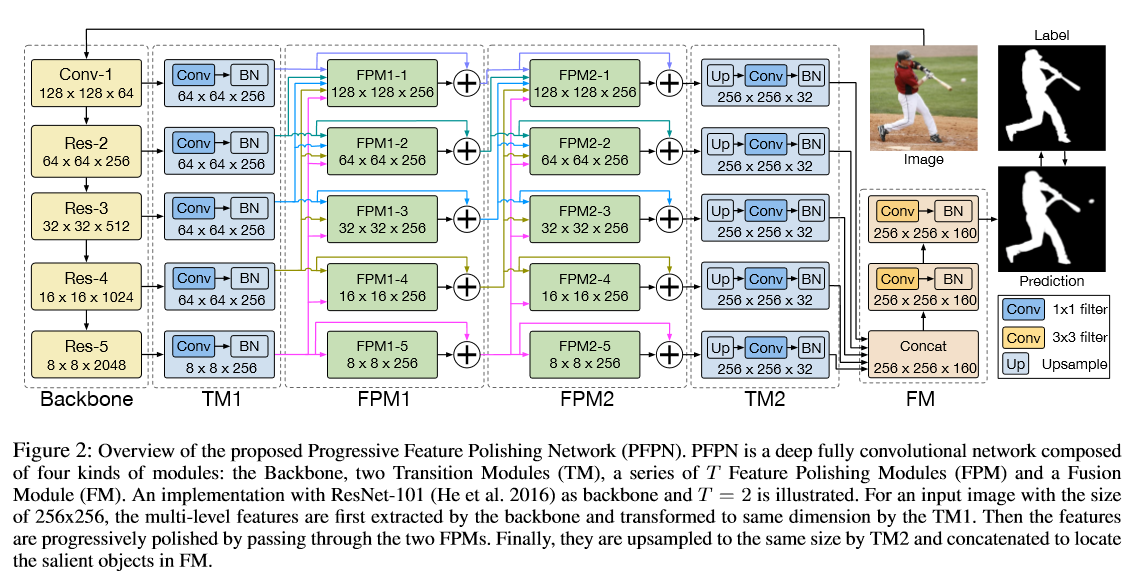 Label
Conv-1
128 x 128 x 64
Conv BN
64 x 64 x 256
FPM1-1
128 x 128 x 256
FPM2-1
128 x 128 x 256
Up Conv BN
256 x 256 x 32
Res-2
64 x 64 x 256
Conv BN
64 x 64 x 256
FPM1-2
64 x 64 x 256
FPM2-2
64 x 64 x 256
Up Conv BN
256 x 256 x 32
Image
Res-3
32 x 32 x 512
Conv BN
64 x 64 x 256
FPM1-3
32 x 32 x 256
FPM2-3
32 x 32 x 256
Up Conv BN
256 x 256 x 32
Conv BN
256 x 256 x 160
Prediction
Res-4
16 x 16 x 1024
Conv BN
64 x 64 x 256
FPM1-4
16 x 16 x 256
FPM2-4
16 x 16 x 256
Up Conv BN
256 x 256 x 32
Conv BN
256 x 256 x 160
Conv 1x1 filter
Conv 3x3 filter
Up Upsample
Res-5
8 x 8 x 2048
Conv BN
8 x 8 x 256
FPM1-5
8 x 8 x 256
FPM2-5
8 x 8 x 256
Up Conv BN
256 x 256 x 32
Concat
256 x 256 x 160
Backbone TM1 FPM1 FPM2 TM2 FM
Figure 2: Overview of the proposed Progressive Feature Polishing Network (PFPN). PFPN is a deep fully convolutional network composed
of four kinds of modules: the Backbone, two Transition Modules (TM), a series of T Feature Polishing Modules (FPM) and a Fusion
Module (FM). An implementation with ResNet-101 (He et al. 2016) as backbone and T = 2 is illustrated. For an input image with the size
of 256x256, the multi-level features are first extracted by the backbone and transformed to same dimension by the TM1. Then the features
are progressively polished by passing through the two FPMs. Finally, they are upsampled to the same size by TM2 and concatenated to locate
the salient objects in FM.